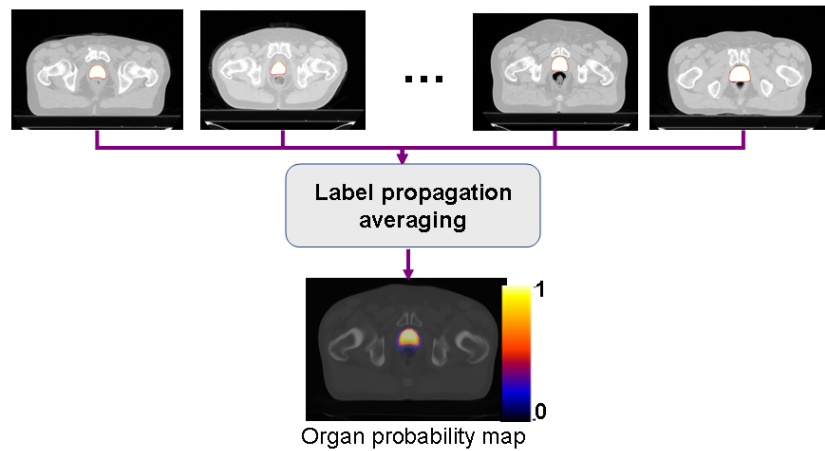 ...
Label propagation
averaging
1
0
Organ probability map